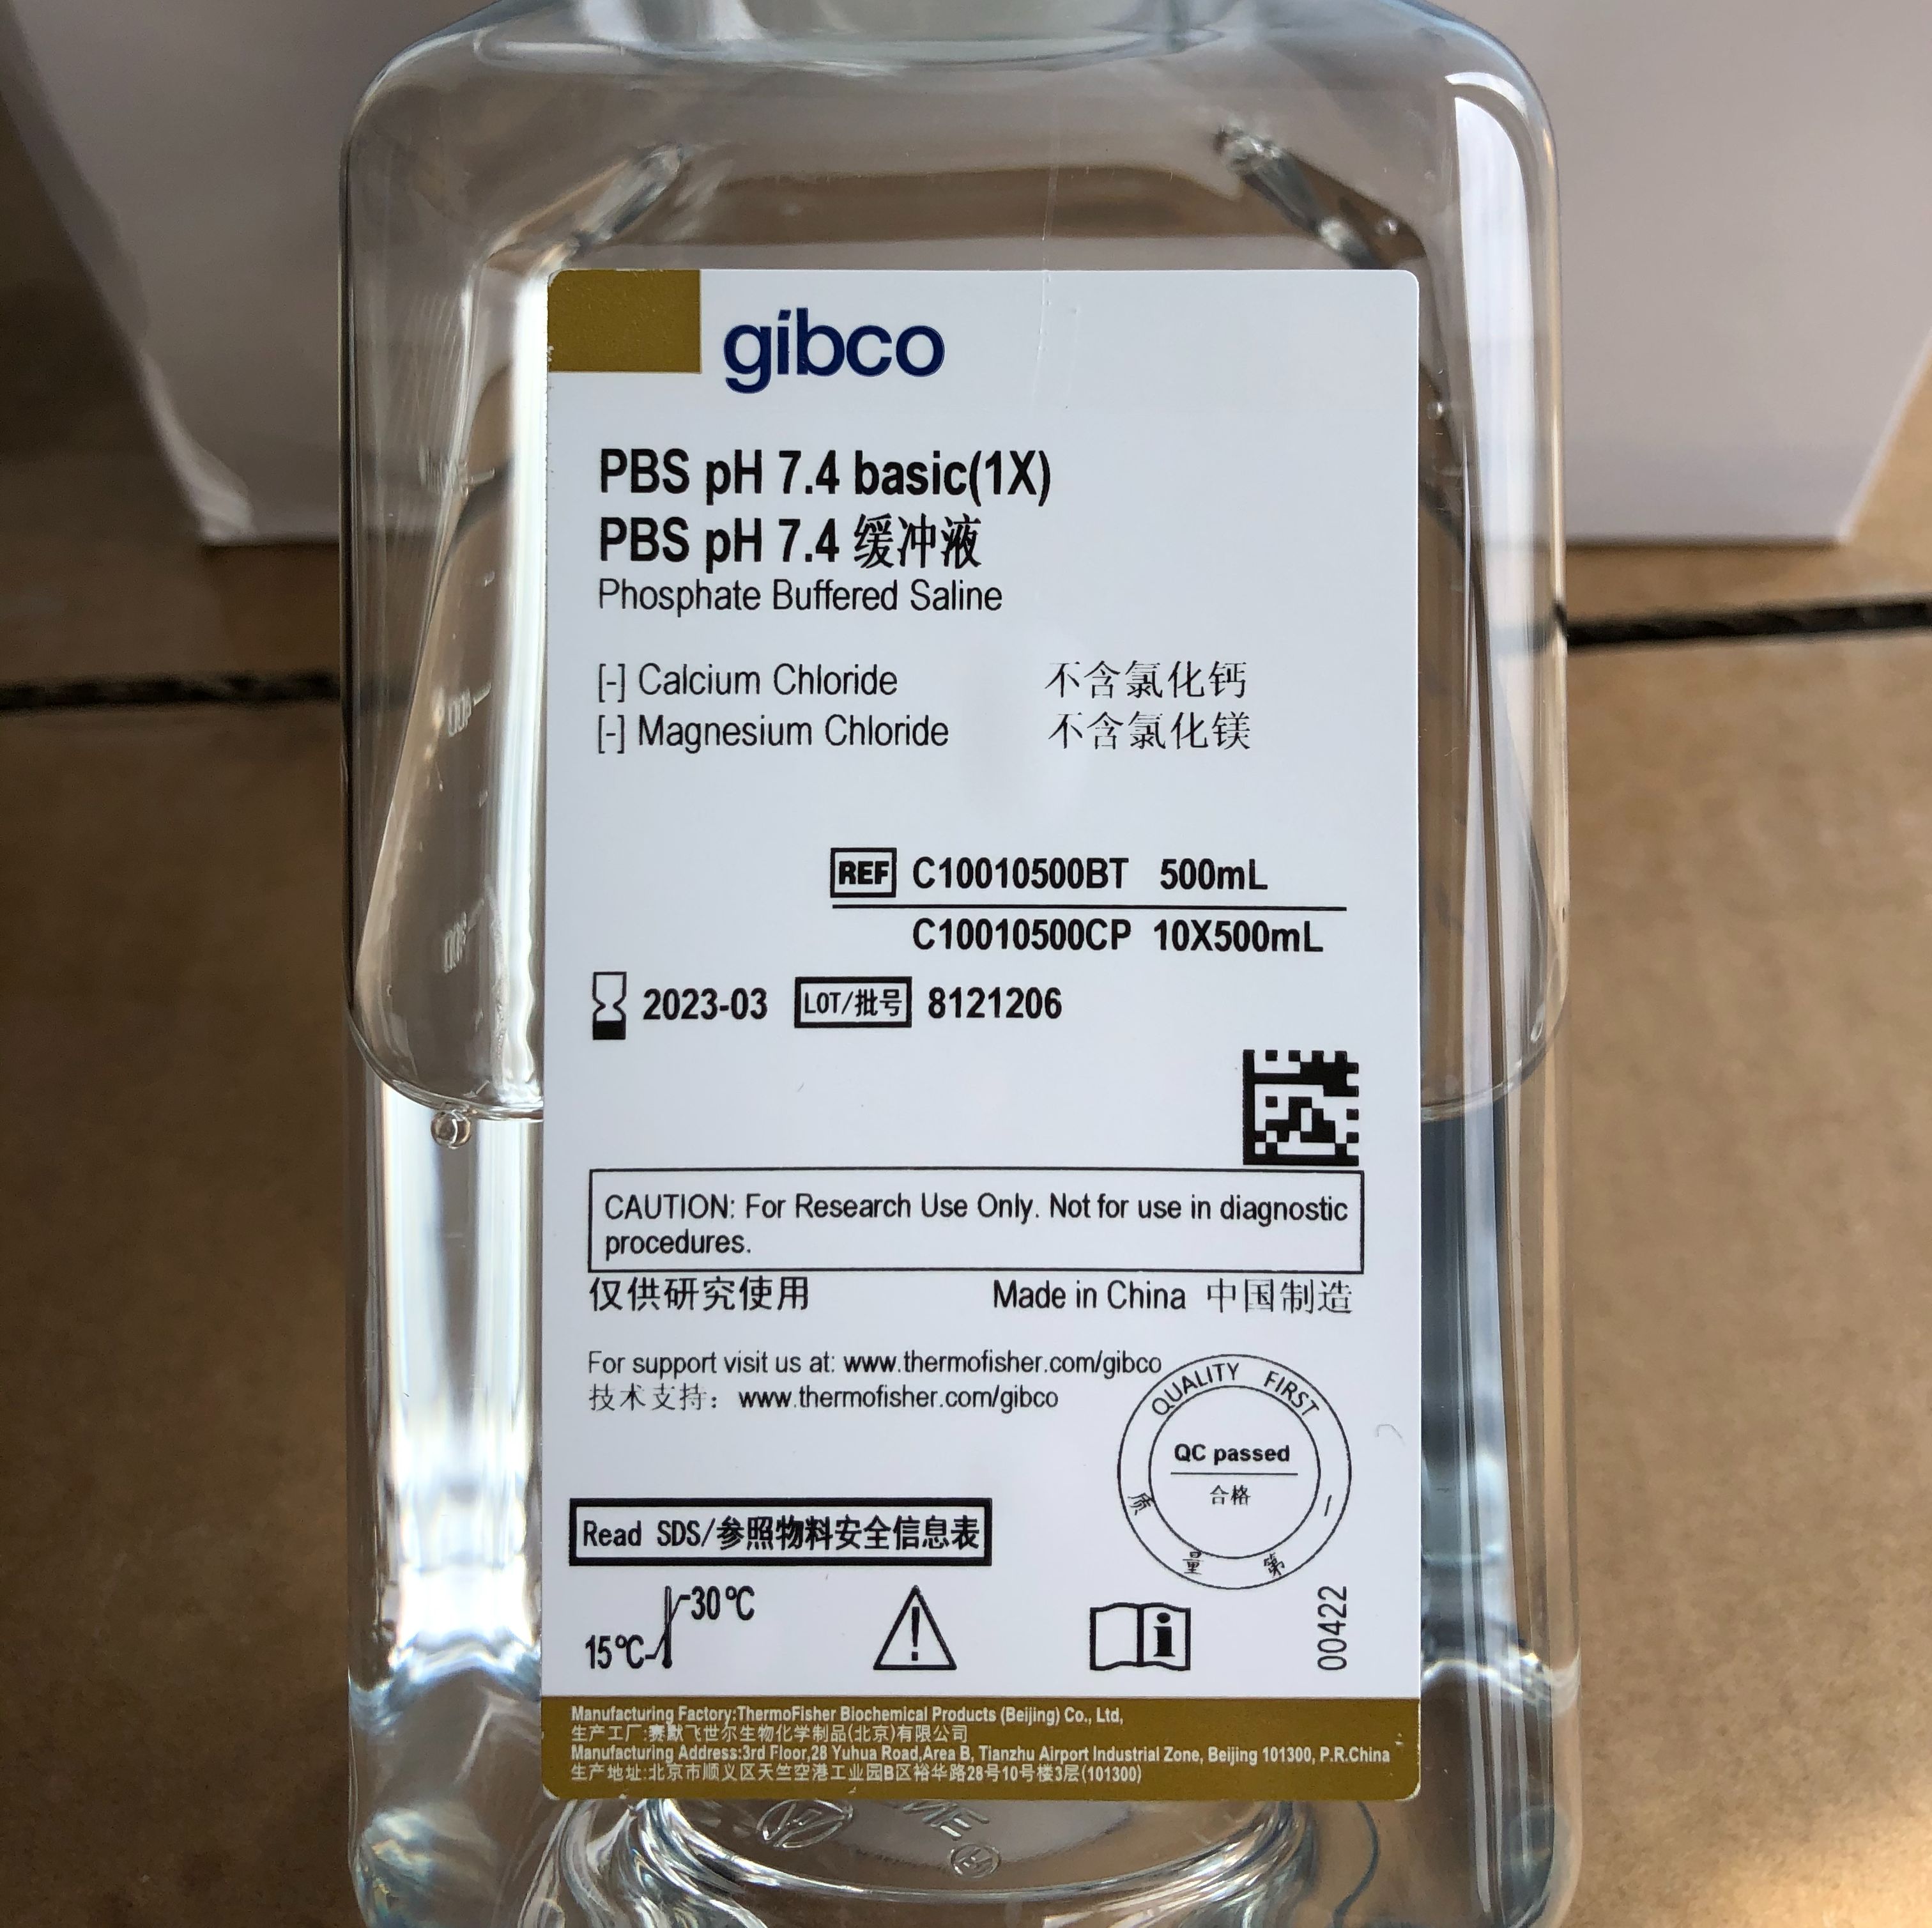 gibco
PBS pH 7.4 basic(1X)
PBS pH 7.4 缓冲液
Phosphate Buffered Saline
[-] Calcium Chloride 不含氯化钙
[-] Magnesium Chloride 不含氯化镁
REF C10010500BT 500mL
C10010500CP 10X500mL
2023-03 LOT/批号 8121206
CAUTION: For Research Use Only. Not for use in diagnostic
procedures.
仅供研究使用 Made in China 中国制造
For support visit us at: www.thermofisher.com/gibco
技术支持：www.thermofisher.com/gibco
QUALITY FIRST
QC passed
合格
质量第一
Read SDS/参照物料安全信息表
30℃
15℃
00422
Manufacturing Factory:ThermoFisher Biochemical Products (Beijing) Co., Ltd,
生产工厂:赛默飞世尔生物化学制品(北京)有限公司
Manufacturing Address:3rd Floor,28 Yuhua Road,Area B, Tianzhu Airport Industrial Zone, Beijing 101300, P.R.China
生产地址:北京市顺义区天竺空港工业园B区裕华路28号10号楼3层(101300)